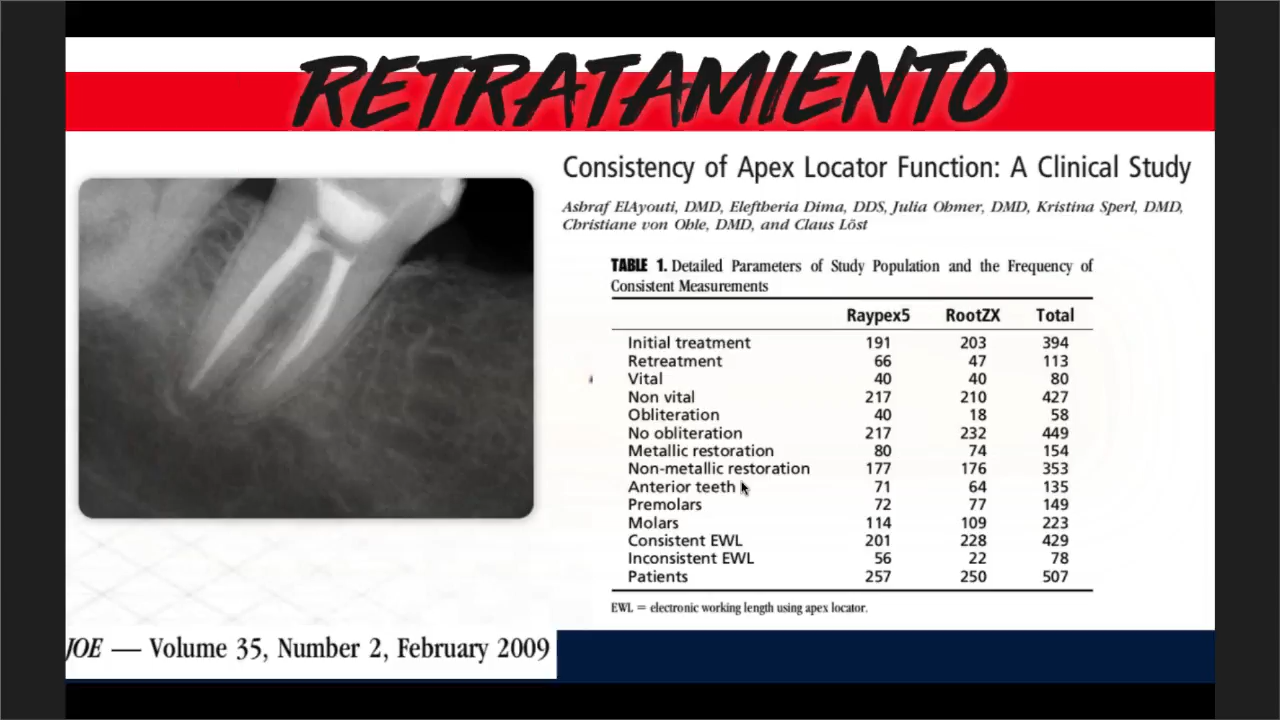 RETRATAMIENTO
Consistency of Apex Locator Function: A Clinical Study
Ashraf ElAyouti, DMD, Eleftheria Dima, DDS, Julia Ohmer, DMD, Kristina Sperl, DMD,
Christiane von Ohle, DMD, and Claus Löst
TABLE 1. Detailed Parameters of Study Population and the Frequency of
Consistent Measurements
Raypex5 RootZX Total
Initial treatment 191 203 394
Retreatment 66 47 113
Vital 40 40 80
Non vital 217 210 427
Obliteration 40 18 58
No obliteration 217 232 449
Metallic restoration 80 74 154
Non-metallic restoration 177 176 353
Anterior teeth 71 64 135
Premolars 72 77 149
Molars 114 109 223
Consistent EWL 201 228 429
Inconsistent EWL 56 22 78
Patients 257 250 507
EWL = electronic working length using apex locator.
JOE — Volume 35, Number 2, February 2009